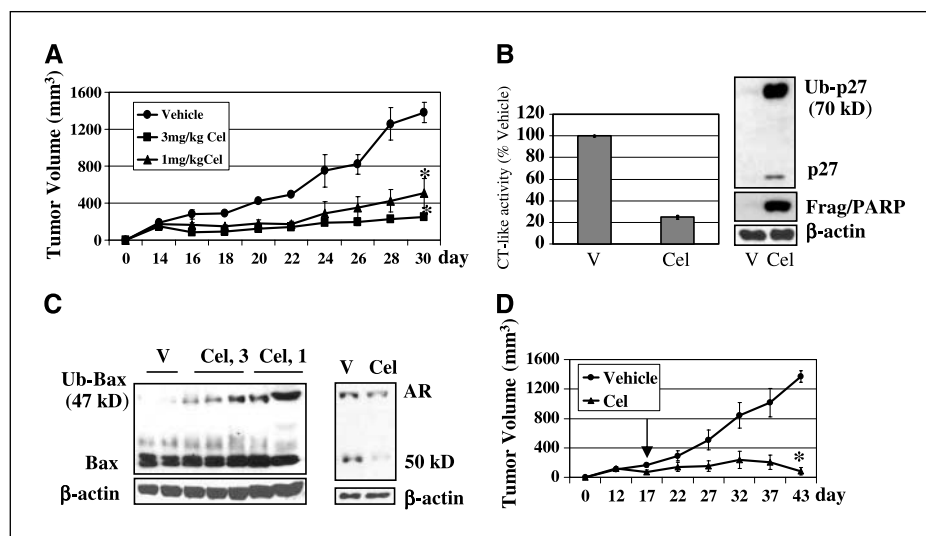 A
Tumor Volume (mm3)
1600
1200
800
400
0
Vehicle
3mg/kg Cel
1mg/kgCel
*
*
0 14 16 18 20 22 24 26 28 30 day
B
CT-like activity (% Vehicle)
120
100
80
60
40
20
0
V Cel
Ub-p27
(70 kD)
p27
Frag/PARP
β-actin
V Cel
C
V Cel, 3 Cel, 1
Ub-Bax
(47 kD)
Bax
β-actin
V Cel
AR
50 kD
β-actin
D
Tumor Volume (mm3)
1600
1200
800
400
0
Vehicle
Cel
*
0 12 17 22 27 32 37 43 day